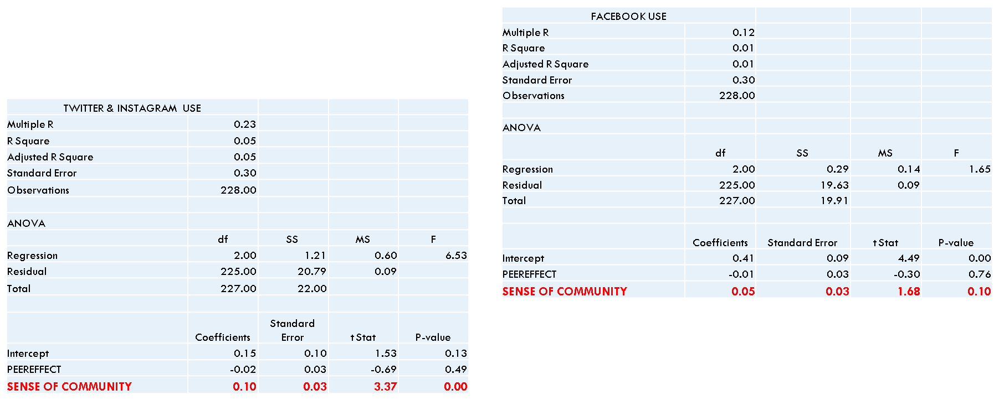 TWITTER & INSTAGRAM USE
Multiple R 0.23
R Square 0.05
Adjusted R Square 0.05
Standard Error 0.30
Observations 228.00
ANOVA
df SS MS F
Regression 2.00 1.21 0.60 6.53
Residual 225.00 20.79 0.09
Total 227.00 22.00
Coefficients Standard Error t Stat P-value
Intercept 0.15 0.10 1.53 0.13
PEEREFFECT -0.02 0.03 -0.69 0.49
SENSE OF COMMUNITY 0.10 0.03 3.37 0.00
FACEBOOK USE
Multiple R 0.12
R Square 0.01
Adjusted R Square 0.01
Standard Error 0.30
Observations 228.00
ANOVA
df SS MS F
Regression 2.00 0.29 0.14 1.65
Residual 225.00 19.63 0.09
Total 227.00 19.91
Coefficients Standard Error t Stat P-value
Intercept 0.41 0.09 4.49 0.00
PEEREFFECT -0.01 0.03 -0.30 0.76
SENSE OF COMMUNITY 0.05 0.03 1.68 0.10